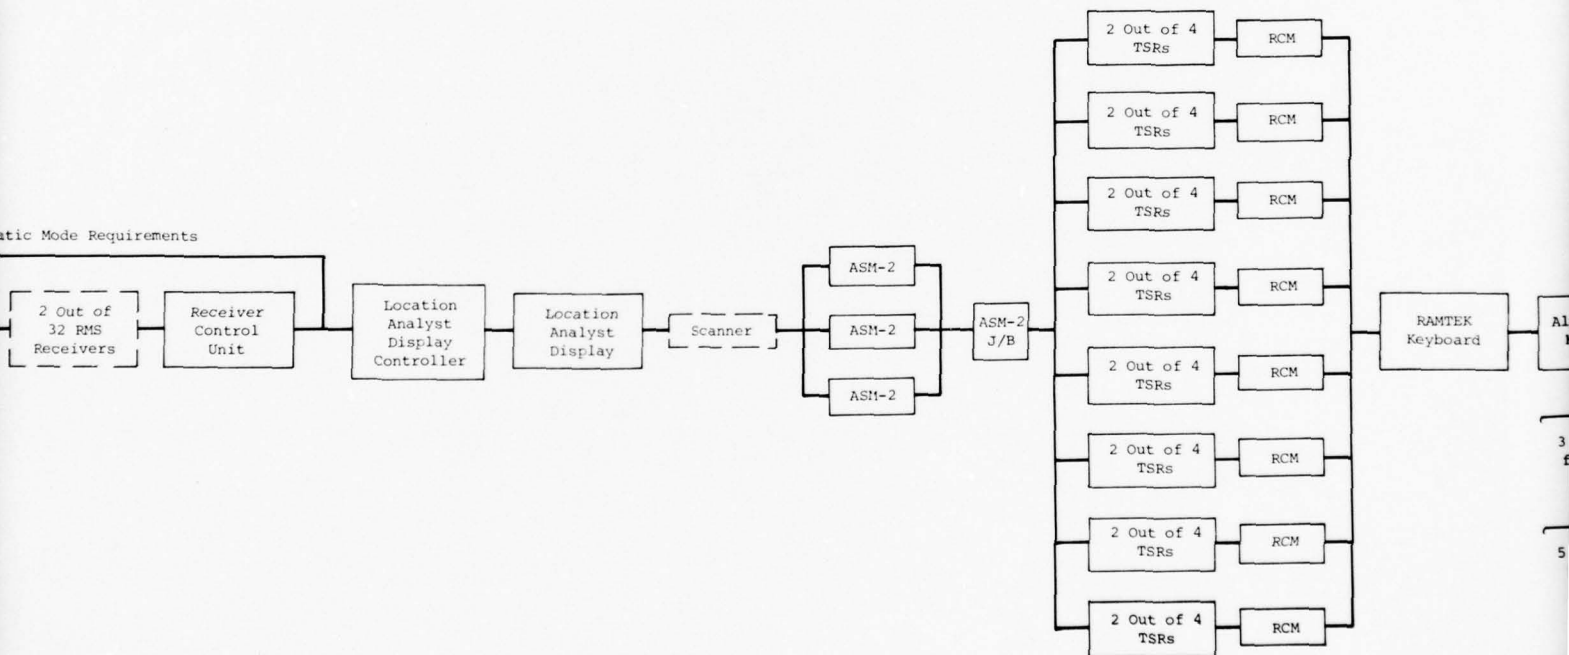 atic Mode Requirements
2 Out of
32 RMS
Receivers
Receiver
Control
Unit
Location
Analyst
Display
Controller
Location
Analyst
Display
Scanner
ASM-2
ASM-2
ASM-2
ASM-2
J/B
2 Out of 4
TSRs
RCM
2 Out of 4
TSRs
RCM
2 Out of 4
TSRs
RCM
2 Out of 4
TSRs
RCM
2 Out of 4
TSRs
RCM
2 Out of 4
TSRs
RCM
2 Out of 4
TSRs
RCM
2 Out of 4
TSRs
RCM
RAMTEK
Keyboard
Al
3
f
5